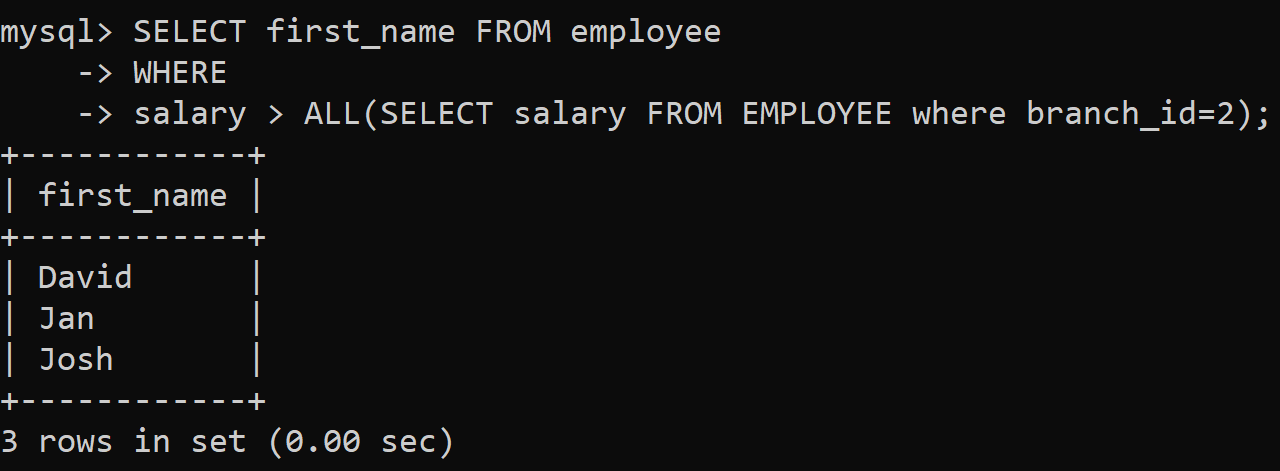 mysql> SELECT first_name FROM employee
    -> WHERE
    -> salary > ALL(SELECT salary FROM EMPLOYEE where branch_id=2);
+------------+
| first_name |
+------------+
| David      |
| Jan        |
| Josh       |
+------------+
3 rows in set (0.00 sec)